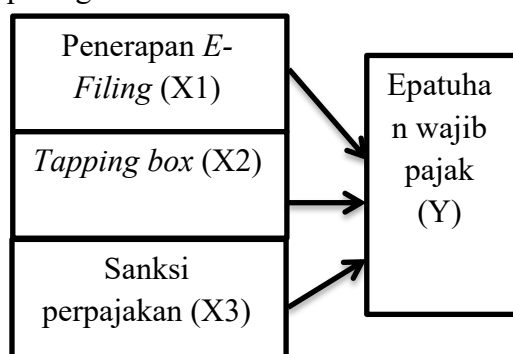 Penerapan E-
Filing (X1)
Tapping box (X2)
Sanksi
perpajakan (X3)
Epatuha
n wajib
pajak
(Y)